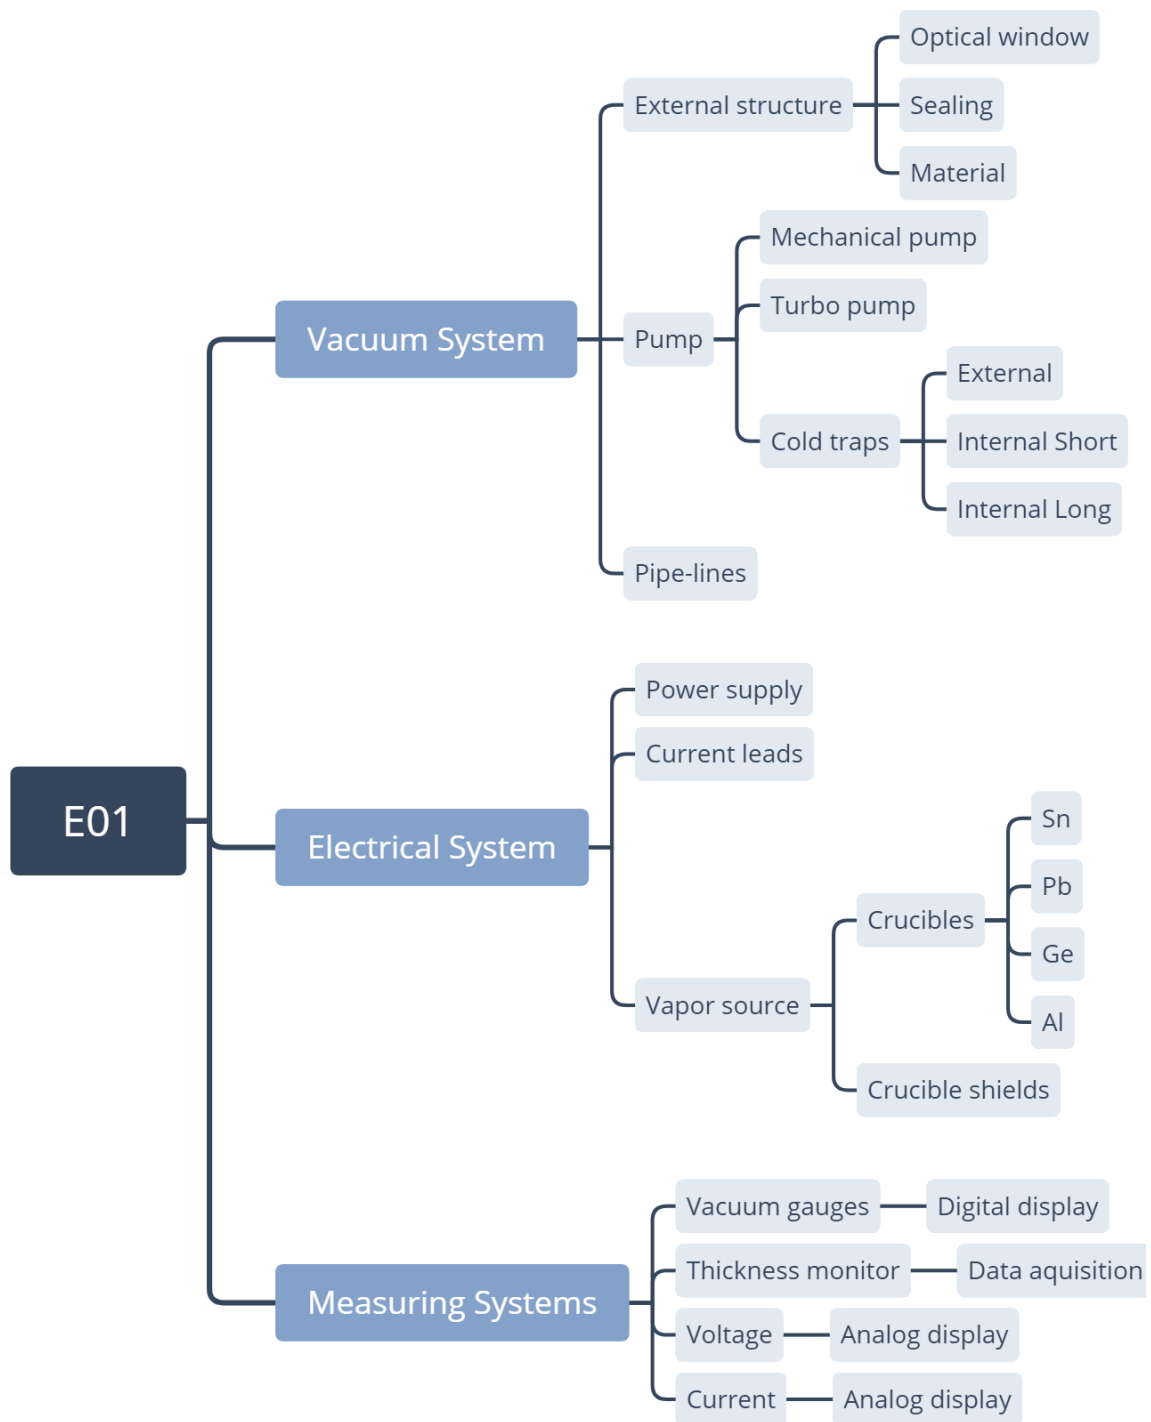 Optical window
External structure
Sealing
Material
Mechanical pump
Turbo pump
Vacuum System
Pump
External
Cold traps
Internal Short
Internal Long
Pipe-lines
Power supply
Current leads
E01
Electrical System
Sn
Pb
Crucibles
Ge
Vapor source
Al
Crucible shields
Vacuum gauges
Digital display
Thickness monitor
Data aquisition
Measuring Systems
Voltage
Analog display
Current
Analog display